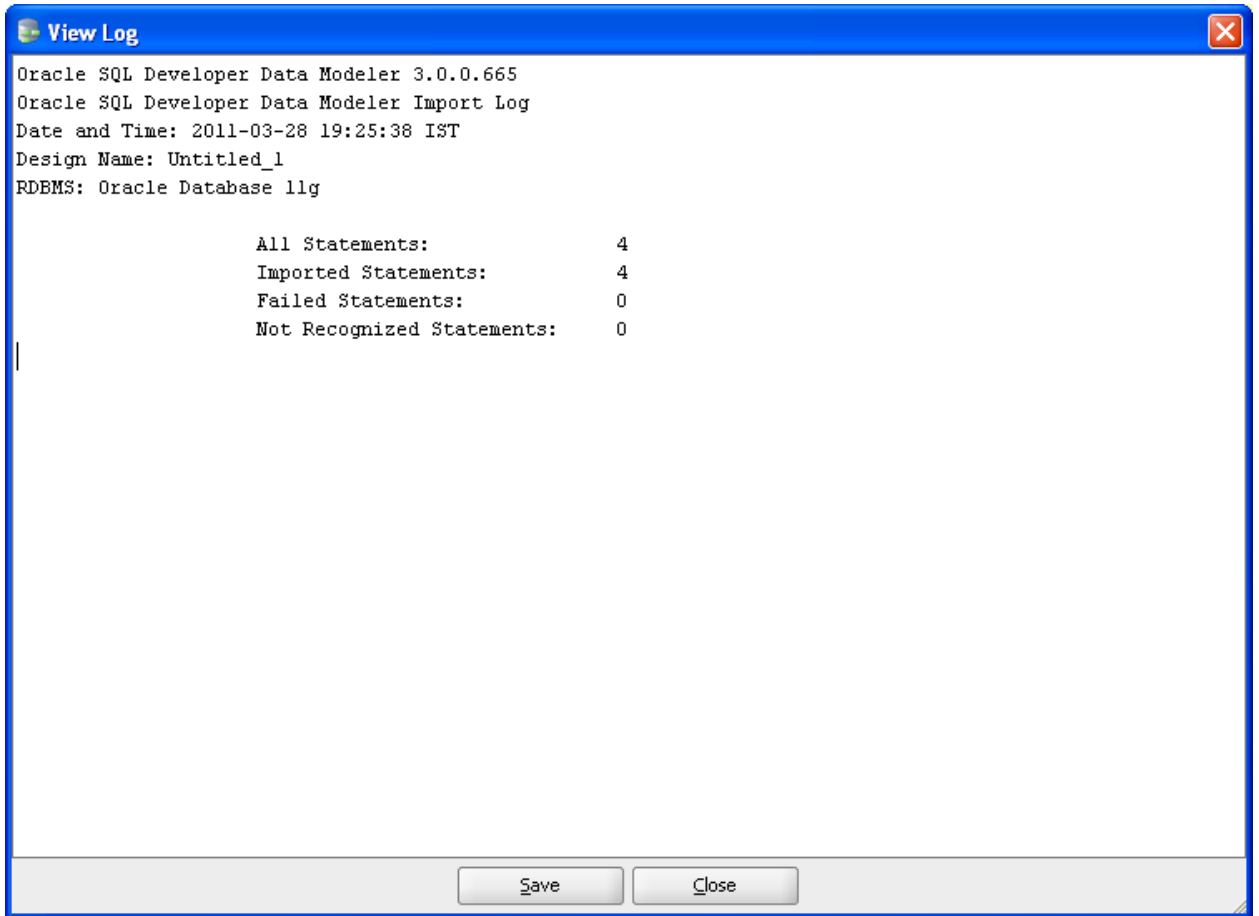 View Log
Oracle SQL Developer Data Modeler 3.0.0.665
Oracle SQL Developer Data Modeler Import Log
Date and Time: 2011-03-28 19:25:38 IST
Design Name: Untitled_1
RDBMS: Oracle Database 11g
All Statements: 4
Imported Statements: 4
Failed Statements: 0
Not Recognized Statements: 0
Save Close